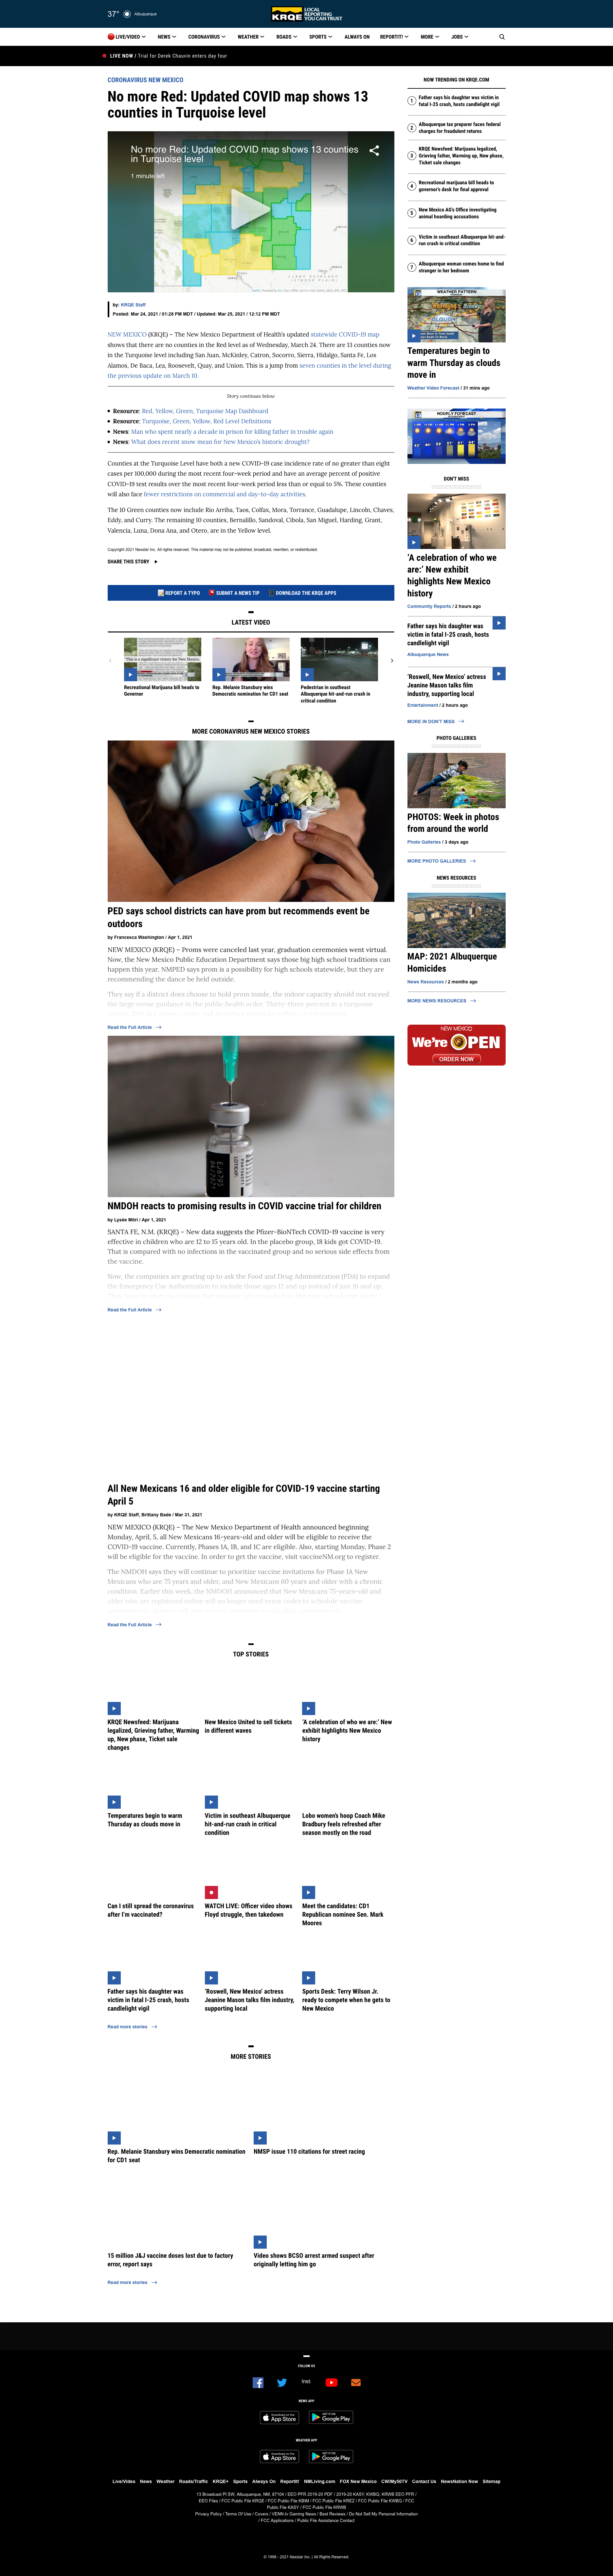 37° Albuquerque
KRQE LOCAL REPORTING YOU CAN TRUST
LIVE/VIDEO NEWS CORONAVIRUS WEATHER ROADS SPORTS ALWAYS ON REPORTIT! MORE JOBS
LIVE NOW / Trial for Derek Chauvin enters day four
CORONAVIRUS NEW MEXICO
No more Red: Updated COVID map shows 13
counties in Turquoise level
No more Red: Updated COVID map shows 13 counties
in Turquoise level
1 minute left
by: KRQE Staff
Posted: Mar 24, 2021 / 01:28 PM MDT / Updated: Mar 25, 2021 / 12:12 PM MDT
NEW MEXICO (KRQE) – The New Mexico Department of Health's updated statewide COVID-19 map
shows that there are no counties in the Red level as of Wednesday, March 24. There are 13 counties now
in the Turquoise level including San Juan, McKinley, Catron, Socorro, Sierra, Hidalgo, Santa Fe, Los
Alamos, De Baca, Lea, Roosevelt, Quay, and Union. This is a jump from seven counties in the level during
the previous update on March 10.
Story continues below
Resource: Red, Yellow, Green, Turquoise Map Dashboard
Resource: Turquoise, Green, Yellow, Red Level Definitions
News: Man who spent nearly a decade in prison for killing father in trouble again
News: What does recent snow mean for New Mexico's historic drought?
Counties at the Turquoise Level have both a new COVID-19 case incidence rate of no greater than eight
cases per 100,000 during the most recent four-week period and have an average percent of positive
COVID-19 test results over the most recent four-week period less than or equal to 5%. These counties
will also face fewer restrictions on commercial and day-to-day activities.
The 10 Green counties now include Rio Arriba, Taos, Colfax, Mora, Torrance, Guadalupe, Lincoln, Chaves,
Eddy, and Curry. The remaining 10 counties, Bernalillo, Sandoval, Cibola, San Miguel, Harding, Grant,
Valencia, Luna, Dona Ana, and Otero, are in the Yellow level.
Copyright 2021 Nexstar Inc. All rights reserved. This material may not be published, broadcast, rewritten, or redistributed.
SHARE THIS STORY
REPORT A TYPO SUBMIT A NEWS TIP DOWNLOAD THE KRQE APPS
LATEST VIDEO
Recreational Marijuana bill heads to
Governor
Rep. Melanie Stansbury wins
Democratic nomination for CD1 seat
Pedestrian in southeast
Albuquerque hit-and-run crash in
critical condition
MORE CORONAVIRUS NEW MEXICO STORIES
PED says school districts can have prom but recommends event be
outdoors
by Francesca Washington / Apr 1, 2021
NEW MEXICO (KRQE) – Proms were canceled last year, graduation ceremonies went virtual.
Now, the New Mexico Public Education Department says those big high school traditions can
happen this year. NMPED says prom is a possibility for high schools statewide, but they are
recommending the dance be held outside.
They say if a district does choose to hold prom inside, the indoor capacity should not exceed
Read the Full Article
NMDOH reacts to promising results in COVID vaccine trial for children
by Lysée Mitri / Apr 1, 2021
SANTA FE, N.M. (KRQE) – New data suggests the Pfizer-BioNTech COVID-19 vaccine is very
effective in children who are 12 to 15 years old. In the placebo group, 18 kids got COVID-19.
That is compared with no infections in the vaccinated group and no serious side effects from
the vaccine.
Now, the companies are gearing up to ask the Food and Drug Administration (FDA) to expand
the Emergency Use Authorization to include those ages 12 and up instead of just 16 and up.
Read the Full Article
All New Mexicans 16 and older eligible for COVID-19 vaccine starting
April 5
by KRQE Staff, Brittany Bade / Mar 31, 2021
NEW MEXICO (KRQE) – The New Mexico Department of Health announced beginning
Monday, April 5, all New Mexicans 16-years-old and older will be eligible to receive the
COVID-19 vaccine. Currently, Phases 1A, 1B, and 1C are eligible. Also, starting Monday, Phase 2
will be eligible for the vaccine. In order to get the vaccine, visit vaccineNM.org to register.
The NMDOH says they will continue to prioritize vaccine invitations for Phase 1A New
Mexicans who are 75 years and older, and New Mexicans 60 years and older with a chronic
condition. Earlier this week, the NMDOH announced that New Mexicans 75-years-old and
Read the Full Article
TOP STORIES
KRQE Newsfeed: Marijuana
legalized, Grieving father, Warming
up, New phase, Ticket sale
changes
New Mexico United to sell tickets
in different waves
'A celebration of who we are:' New
exhibit highlights New Mexico
history
Temperatures begin to warm
Thursday as clouds move in
Victim in southeast Albuquerque
hit-and-run crash in critical
condition
Lobo women's hoop Coach Mike
Bradbury feels refreshed after
season mostly on the road
Can I still spread the coronavirus
after I'm vaccinated?
WATCH LIVE: Officer video shows
Floyd struggle, then takedown
Meet the candidates: CD1
Republican nominee Sen. Mark
Moores
Father says his daughter was
victim in fatal I-25 crash, hosts
candlelight vigil
'Roswell, New Mexico' actress
Jeanine Mason talks film industry,
supporting local
Sports Desk: Terry Wilson Jr.
ready to compete when he gets to
New Mexico
Read more stories
MORE STORIES
Rep. Melanie Stansbury wins Democratic nomination
for CD1 seat
NMSP issue 110 citations for street racing
15 million J&J vaccine doses lost due to factory
error, report says
Video shows BCSO arrest armed suspect after
originally letting him go
Read more stories
NOW TRENDING ON KRQE.COM
1 Father says his daughter was victim in
fatal I-25 crash, hosts candlelight vigil
2 Albuquerque tax preparer faces federal
charges for fraudulent returns
3 KRQE Newsfeed: Marijuana legalized,
Grieving father, Warming up, New phase,
Ticket sale changes
4 Recreational marijuana bill heads to
governor's desk for final approval
5 New Mexico AG's Office investigating
animal hoarding accusations
6 Victim in southeast Albuquerque hit-and-
run crash in critical condition
7 Albuquerque woman comes home to find
stranger in her bedroom
WEATHER PATTERN
Temperatures begin to
warm Thursday as clouds
move in
Weather Video Forecast / 31 mins ago
HOURLY FORECAST
DON'T MISS
'A celebration of who we
are:' New exhibit
highlights New Mexico
history
Community Reports / 2 hours ago
Father says his daughter was
victim in fatal I-25 crash, hosts
candlelight vigil
Albuquerque News
'Roswell, New Mexico' actress
Jeanine Mason talks film
industry, supporting local
Entertainment / 2 hours ago
MORE IN DON'T MISS
PHOTO GALLERIES
PHOTOS: Week in photos
from around the world
Photo Galleries / 3 days ago
MORE PHOTO GALLERIES
NEWS RESOURCES
MAP: 2021 Albuquerque
Homicides
News Resources / 2 months ago
MORE NEWS RESOURCES
NEW MEXICO
We're OPEN
ORDER NOW
FOLLOW US
Inst
NEWS APP
Download on the App Store GET IT ON Google Play
WEATHER APP
Download on the App Store GET IT ON Google Play
Live/Video News Weather Roads/Traffic KRQE+ Sports Always On ReportIt! NMLiving.com FOX New Mexico CW/My50TV Contact Us NewsNation Now Sitemap
13 Broadcast Pl SW, Albuquerque, NM, 87104 / EEO PFR 2019-20 PDF / 2019-20 KASY, KWBQ, KRWB EEO PFR /
EEO Files / FCC Public File KRQE / FCC Public File KBIM / FCC Public File KREZ / FCC Public File KWBQ / FCC
Public File KASY / FCC Public File KRWB
Privacy Policy / Terms Of Use / Covers / VENN.tv Gaming News / Best Reviews / Do Not Sell My Personal Information
/ FCC Applications / Public File Assistance Contact
© 1998 - 2021 Nexstar Inc. | All Rights Reserved.